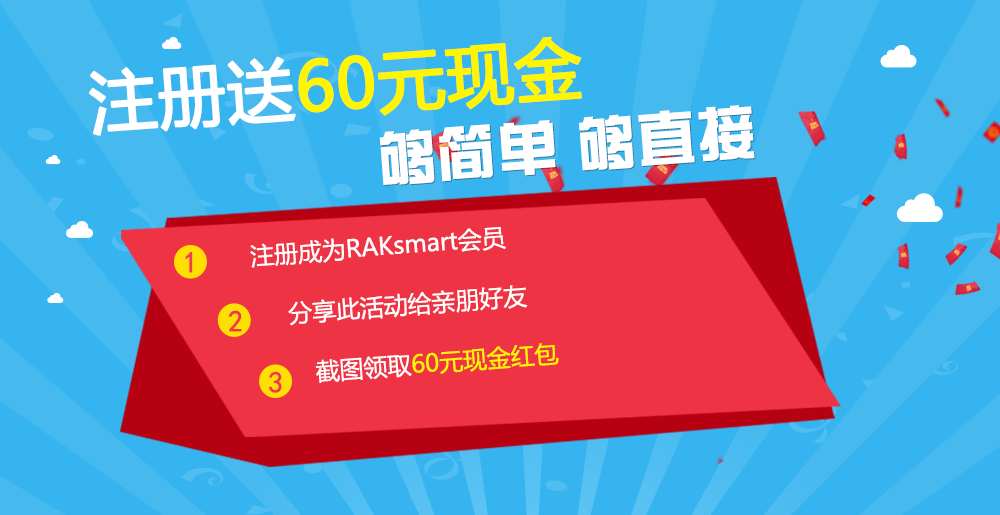 注册送60元现金
够简单 够直接
1 注册成为RAKsmart会员
2 分享此活动给亲朋好友
3 截图领取60元现金红包